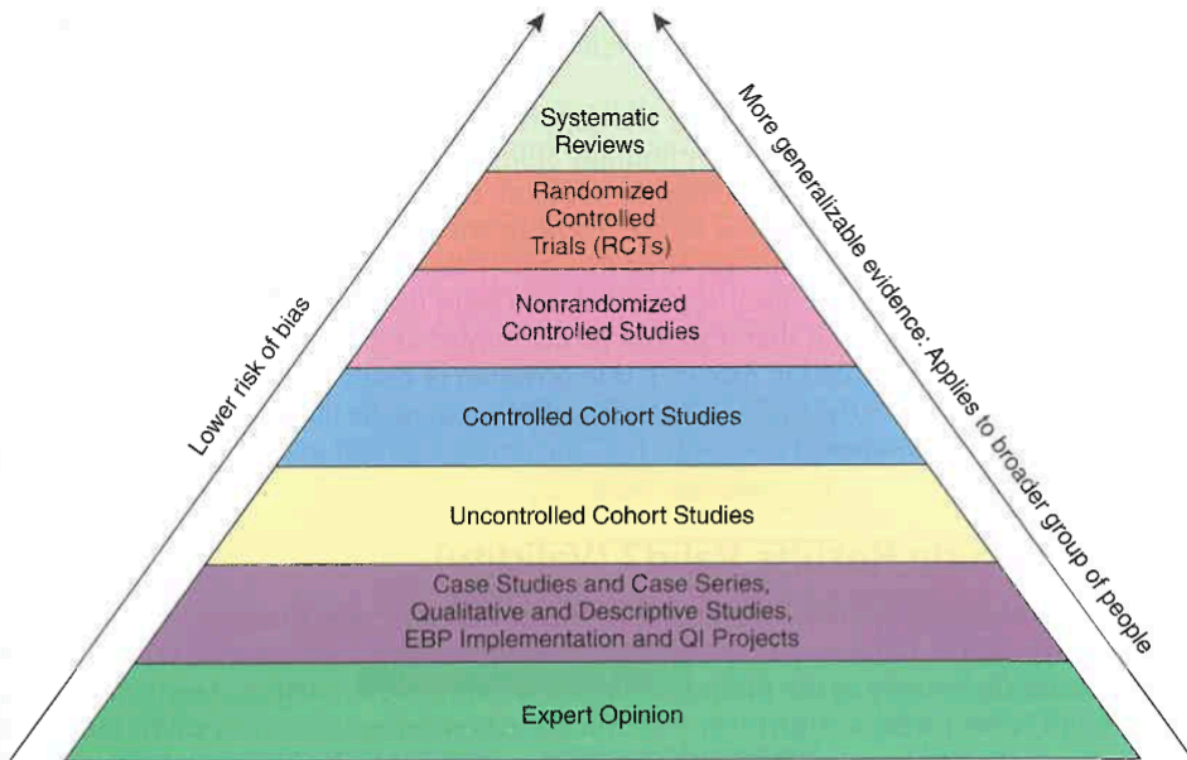 Systematic
Reviews
Randomized
Controlled
Trials (RCTs)
Nonrandomized
Controlled Studies
Controlled Cohort Studies
Uncontrolled Cohort Studies
Case Studies and Case Series,
Qualitative and Descriptive Studies,
EBP Implementation and QI Projects
Expert Opinion
Lower risk of bias
More generalizable evidence: Applies to broader group of people